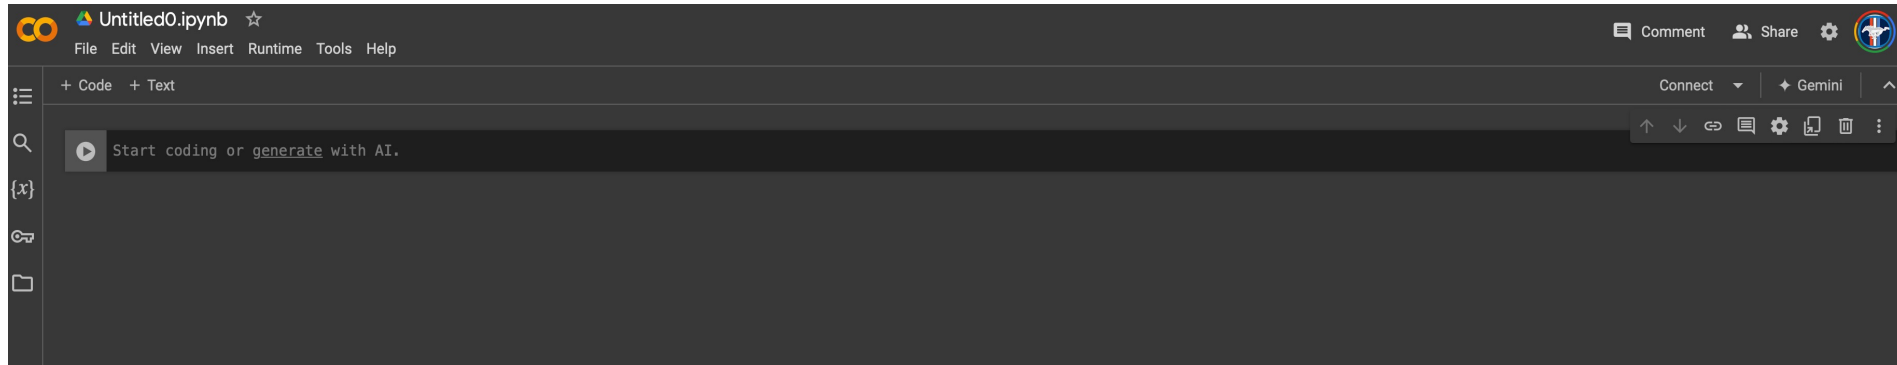 Untitled0.ipynb
File Edit View Insert Runtime Tools Help
Comment Share
+ Code + Text
Connect Gemini
Start coding or generate with AI.
{x}